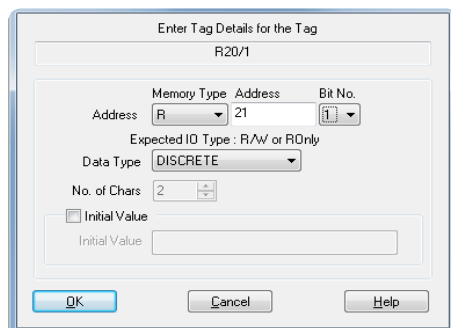 Enter Tag Details for the Tag
R20/1
Memory Type Address Bit No.
Address R 21 1
Expected IO Type : R/W or ROnly
Data Type DISCRETE
No. of Chars 2
Initial Value
Initial Value
OK Cancel Help